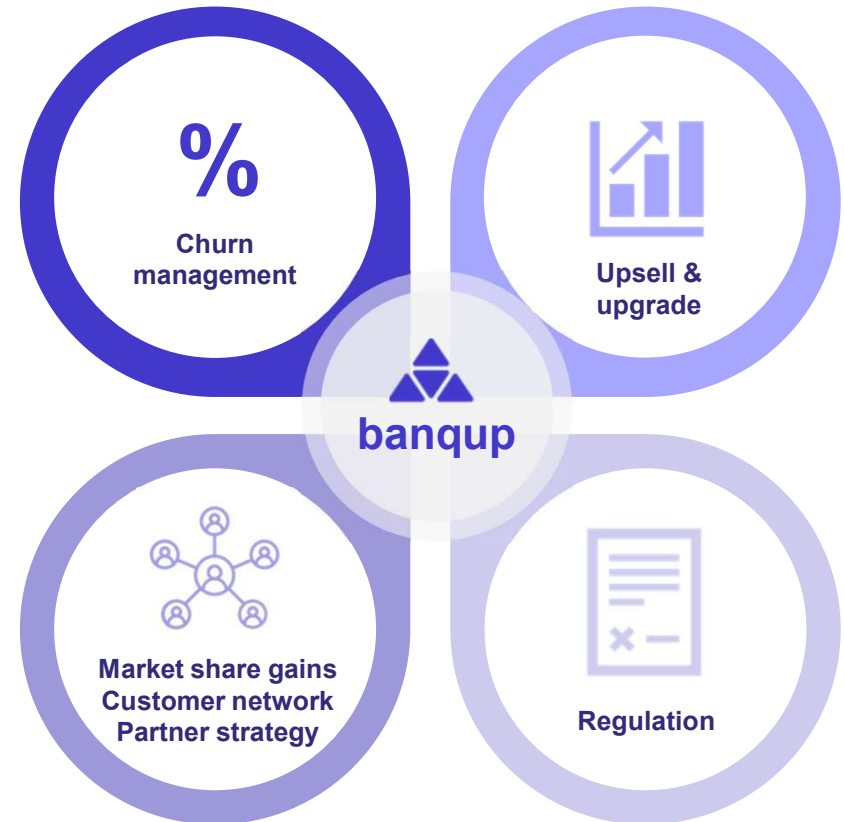 %
Churn
management
Upsell &
upgrade
banqup
Market share gains
Customer network
Partner strategy
Regulation